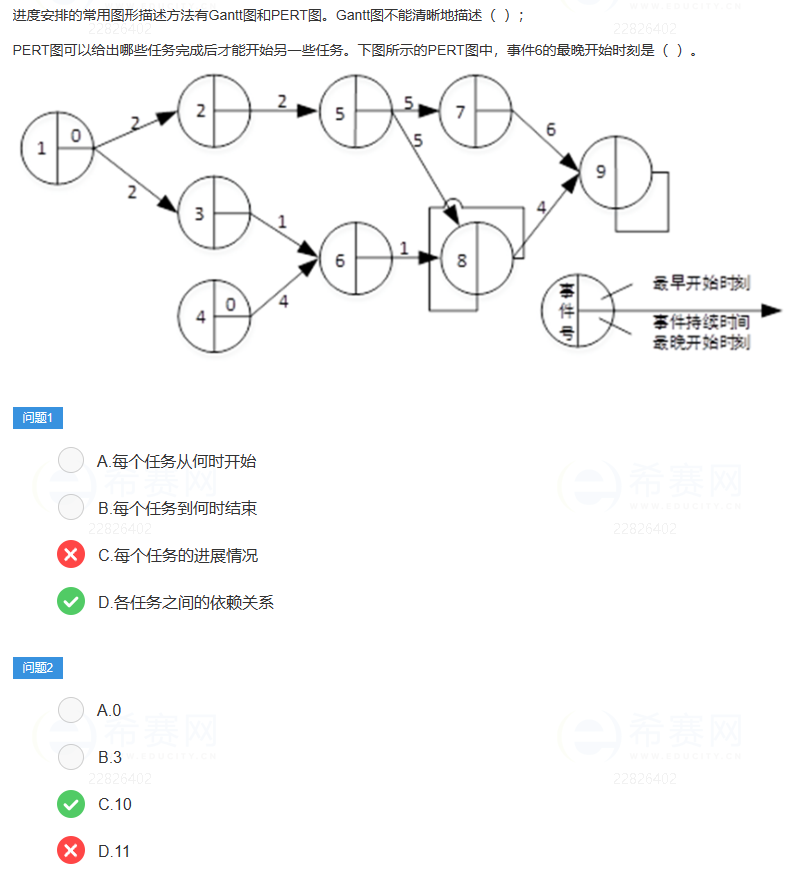 进度安排的常用图形描述方法有Gantt图和PERT图。Gantt图不能清晰地描述（ ）；
PERT图可以给出哪些任务完成后才能开始另一些任务。下图所示的PERT图中，事件6的最晚开始时刻是（ ）。
1 0
2
2
2
2
5
5
7
5
6
9
3
1
6
1
8
4
4 0
4
事件号
最早开始时刻
事件持续时间
最晚开始时刻
问题1
A.每个任务从何时开始
B.每个任务到何时结束
C.每个任务的进展情况
D.各任务之间的依赖关系
问题2
A.0
B.3
C.10
D.11
希赛网
22826402
22826402
希赛网
22826402
22826402